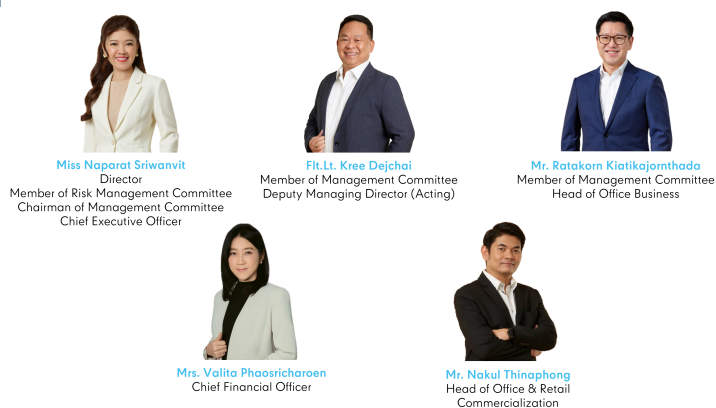 Miss Naparat Sriwanvit
Director
Member of Risk Management Committee
Chairman of Management Committee
Chief Executive Officer
Flt.Lt. Kree Dejchai
Member of Management Committee
Deputy Managing Director (Acting)
Mr. Ratakorn Kiatikajornthada
Member of Management Committee
Head of Office Business
Mrs. Valita Phaosricharoen
Chief Financial Officer
Mr. Nakul Thinaphong
Head of Office & Retail
Commercialization